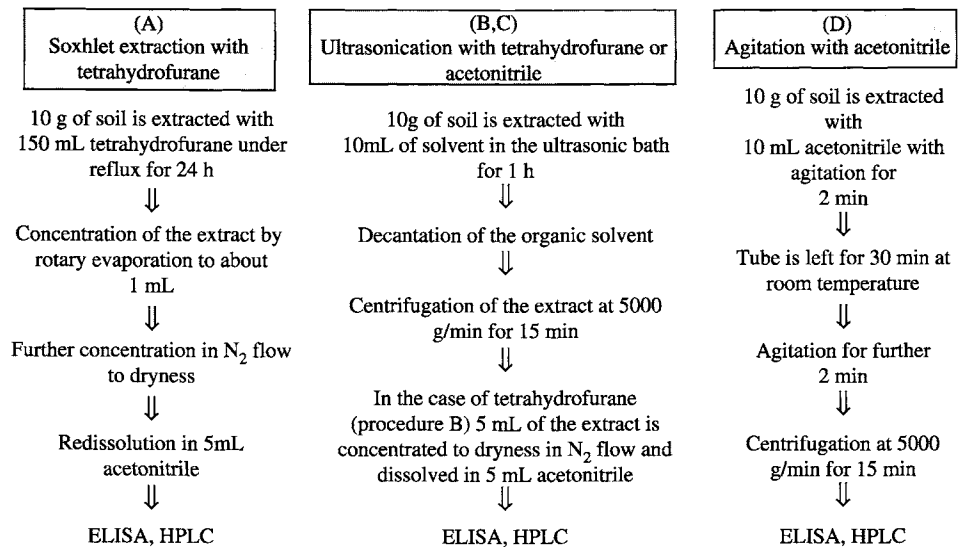 (A)
Soxhlet extraction with
tetrahydrofurane
10 g of soil is extracted with
150 mL tetrahydrofurane under
reflux for 24 h
⇓
Concentration of the extract by
rotary evaporation to about
1 mL
⇓
Further concentration in N₂ flow
to dryness
⇓
Redissolution in 5mL
acetonitrile
⇓
ELISA, HPLC
(B,C)
Ultrasonication with tetrahydrofurane or
acetonitrile
10g of soil is extracted with
10mL of solvent in the ultrasonic bath
for 1 h
⇓
Decantation of the organic solvent
⇓
Centrifugation of the extract at 5000
g/min for 15 min
⇓
In the case of tetrahydrofurane
(procedure B) 5 mL of the extract is
concentrated to dryness in N₂ flow and
dissolved in 5 mL acetonitrile
⇓
ELISA, HPLC
(D)
Agitation with acetonitrile
10 g of soil is extracted
with
10 mL acetonitrile with
agitation for
2 min
⇓
Tube is left for 30 min at
room temperature
⇓
Agitation for further
2 min
⇓
Centrifugation at 5000
g/min for 15 min
⇓
ELISA, HPLC